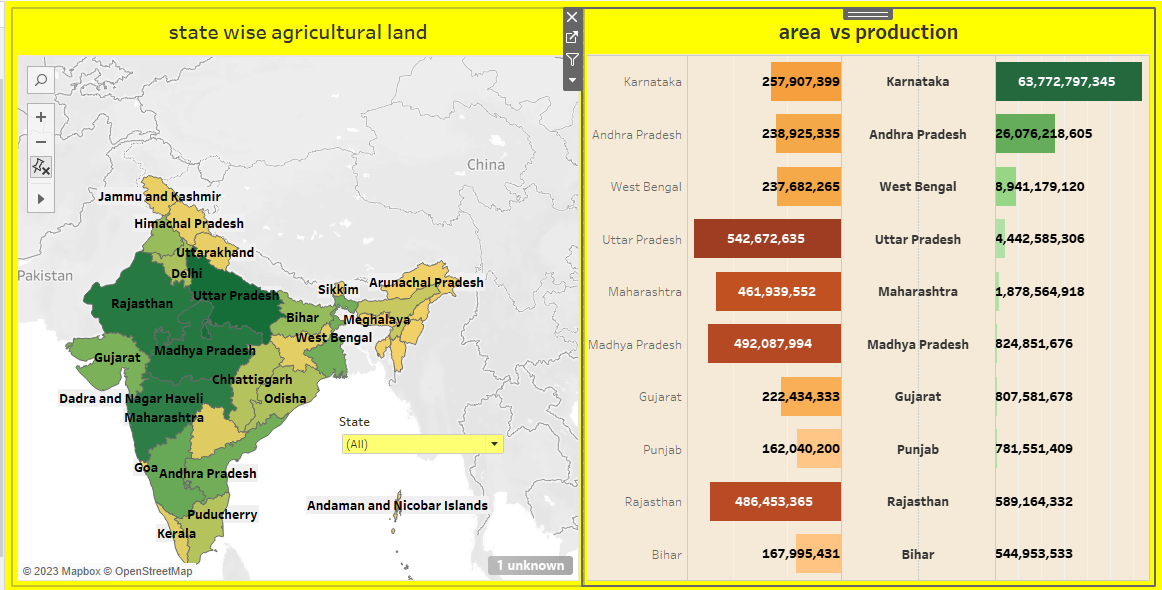 state wise agricultural land
China
Jammu and Kashmir
Himachal Pradesh
Uttarakhand
Pakistan
Delhi
Arunachal Pradesh
Sikkim
Uttar Pradesh
Rajasthan
Bihar
Meghalaya
West Bengal
Madhya Pradesh
Gujarat
Chhattisgarh
Dadra and Nagar Haveli
Odisha
Maharashtra
State
(All)
Goa
Andhra Pradesh
Andaman and Nicobar Islands
Puducherry
Kerala
1 unknown
© 2023 Mapbox © OpenStreetMap
area vs production
Karnataka 257,907,399 Karnataka 63,772,797,345
Andhra Pradesh 238,925,335 Andhra Pradesh 26,076,218,605
West Bengal 237,682,265 West Bengal 8,941,179,120
Uttar Pradesh 542,672,635 Uttar Pradesh 4,442,585,306
Maharashtra 461,939,552 Maharashtra 1,878,564,918
Madhya Pradesh 492,087,994 Madhya Pradesh 824,851,676
Gujarat 222,434,333 Gujarat 807,581,678
Punjab 162,040,200 Punjab 781,551,409
Rajasthan 486,453,365 Rajasthan 589,164,332
Bihar 167,995,431 Bihar 544,953,533